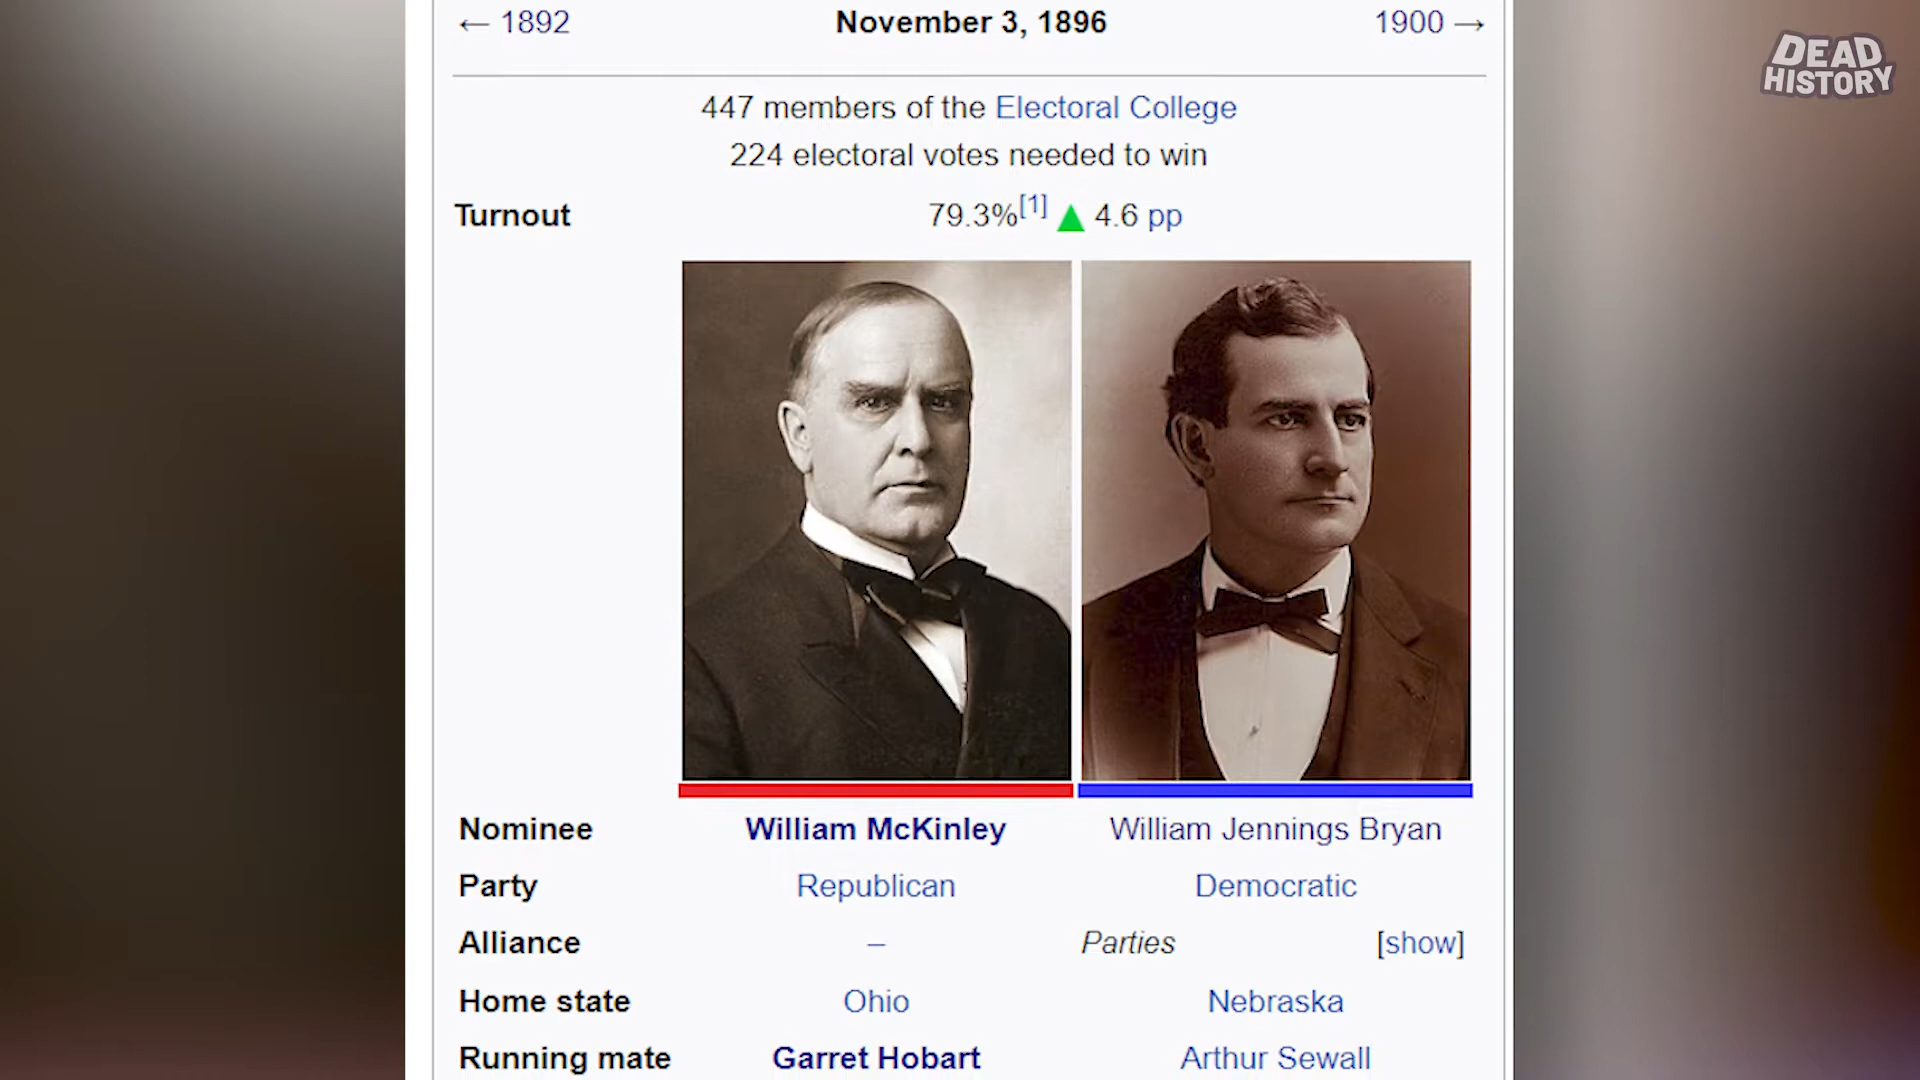 ← 1892 November 3, 1896 1900 →
DEAD
HISTORY
447 members of the Electoral College
224 electoral votes needed to win
Turnout 79.3%[1] ▲ 4.6 pp
Nominee William McKinley William Jennings Bryan
Party Republican Democratic
Alliance – Parties [show]
Home state Ohio Nebraska
Running mate Garret Hobart Arthur Sewall